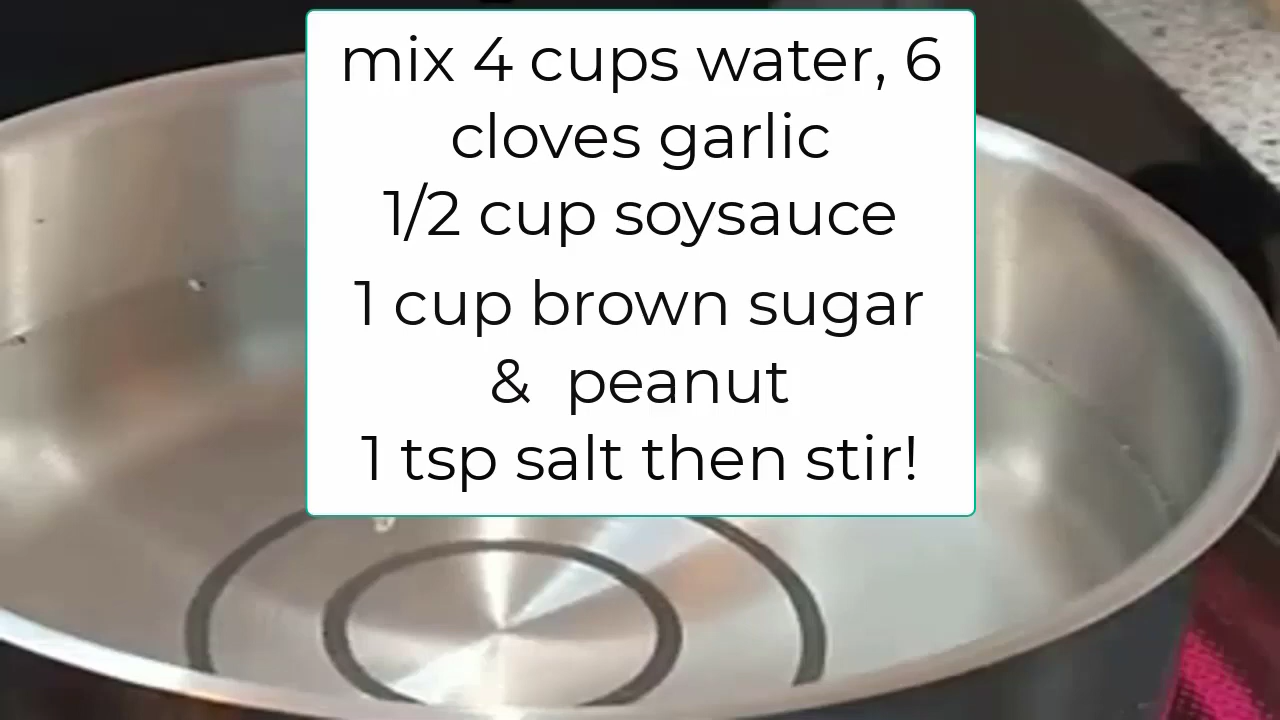 mix 4 cups water, 6
cloves garlic
1/2 cup soysauce
1 cup brown sugar
&  peanut
1 tsp salt then stir!